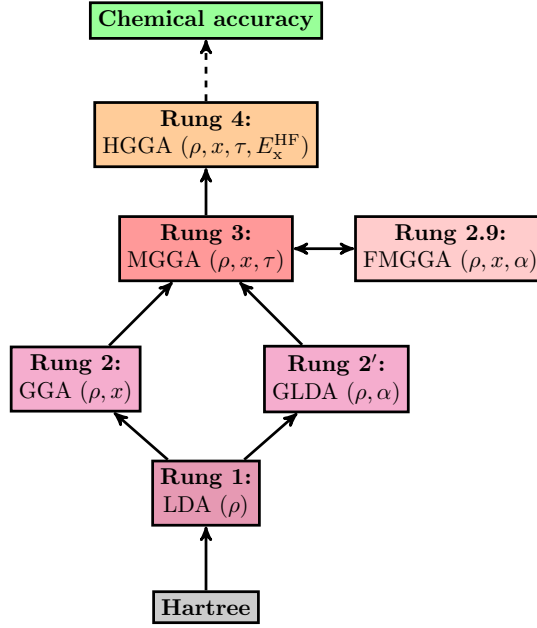 Chemical accuracy
Rung 4:
HGGA (ρ, x, τ, E_x^HF)
Rung 3:
MGGA (ρ, x, τ)
Rung 2.9:
FMGGA (ρ, x, α)
Rung 2:
GGA (ρ, x)
Rung 2′:
GLDA (ρ, α)
Rung 1:
LDA (ρ)
Hartree